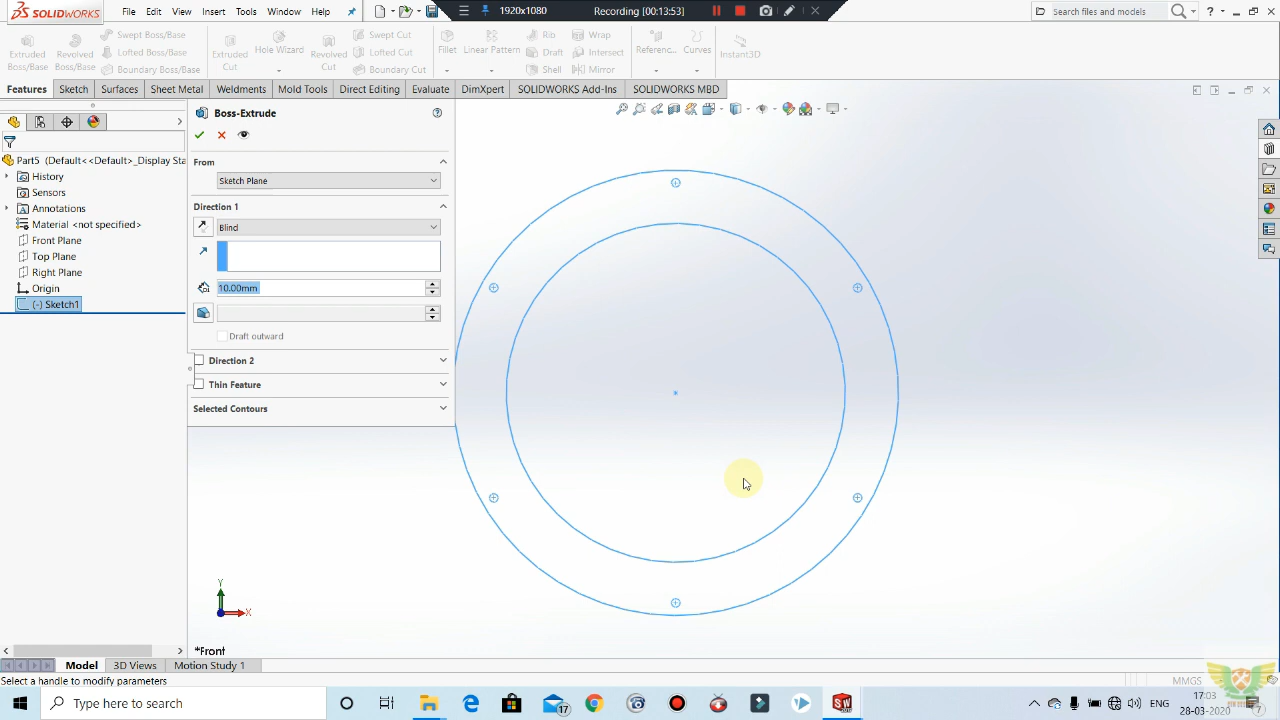 SOLIDWORKS
File Edit View Insert Tools Window Help
1920x1080 Recording [00:13:53]
search files and models
?
Extruded Boss/Base
Revolved Boss/Base
Swept Boss/Base
Lofted Boss/Base
Boundary Boss/Base
Extruded Cut
Hole Wizard
Revolved Cut
Swept Cut
Lofted Cut
Boundary Cut
Fillet
Linear Pattern
Rib
Draft
Shell
Wrap
Intersect
Mirror
Referenc...
Curves
Instant3D
Features Sketch Surfaces Sheet Metal Weldments Mold Tools Direct Editing Evaluate DimXpert SOLIDWORKS Add-Ins SOLIDWORKS MBD
Part5 (Default<<Default>_Display Sta
History
Sensors
Annotations
Material <not specified>
Front Plane
Top Plane
Right Plane
Origin
(-) Sketch1
Boss-Extrude
From
Sketch Plane
Direction 1
Blind
10.00mm
Draft outward
Direction 2
Thin Feature
Selected Contours
Y
X
*Front
Model 3D Views Motion Study 1
Select a handle to modify parameters
MMGS
Type here to search
17
SW
ENG
17:03
28-03-2020
7